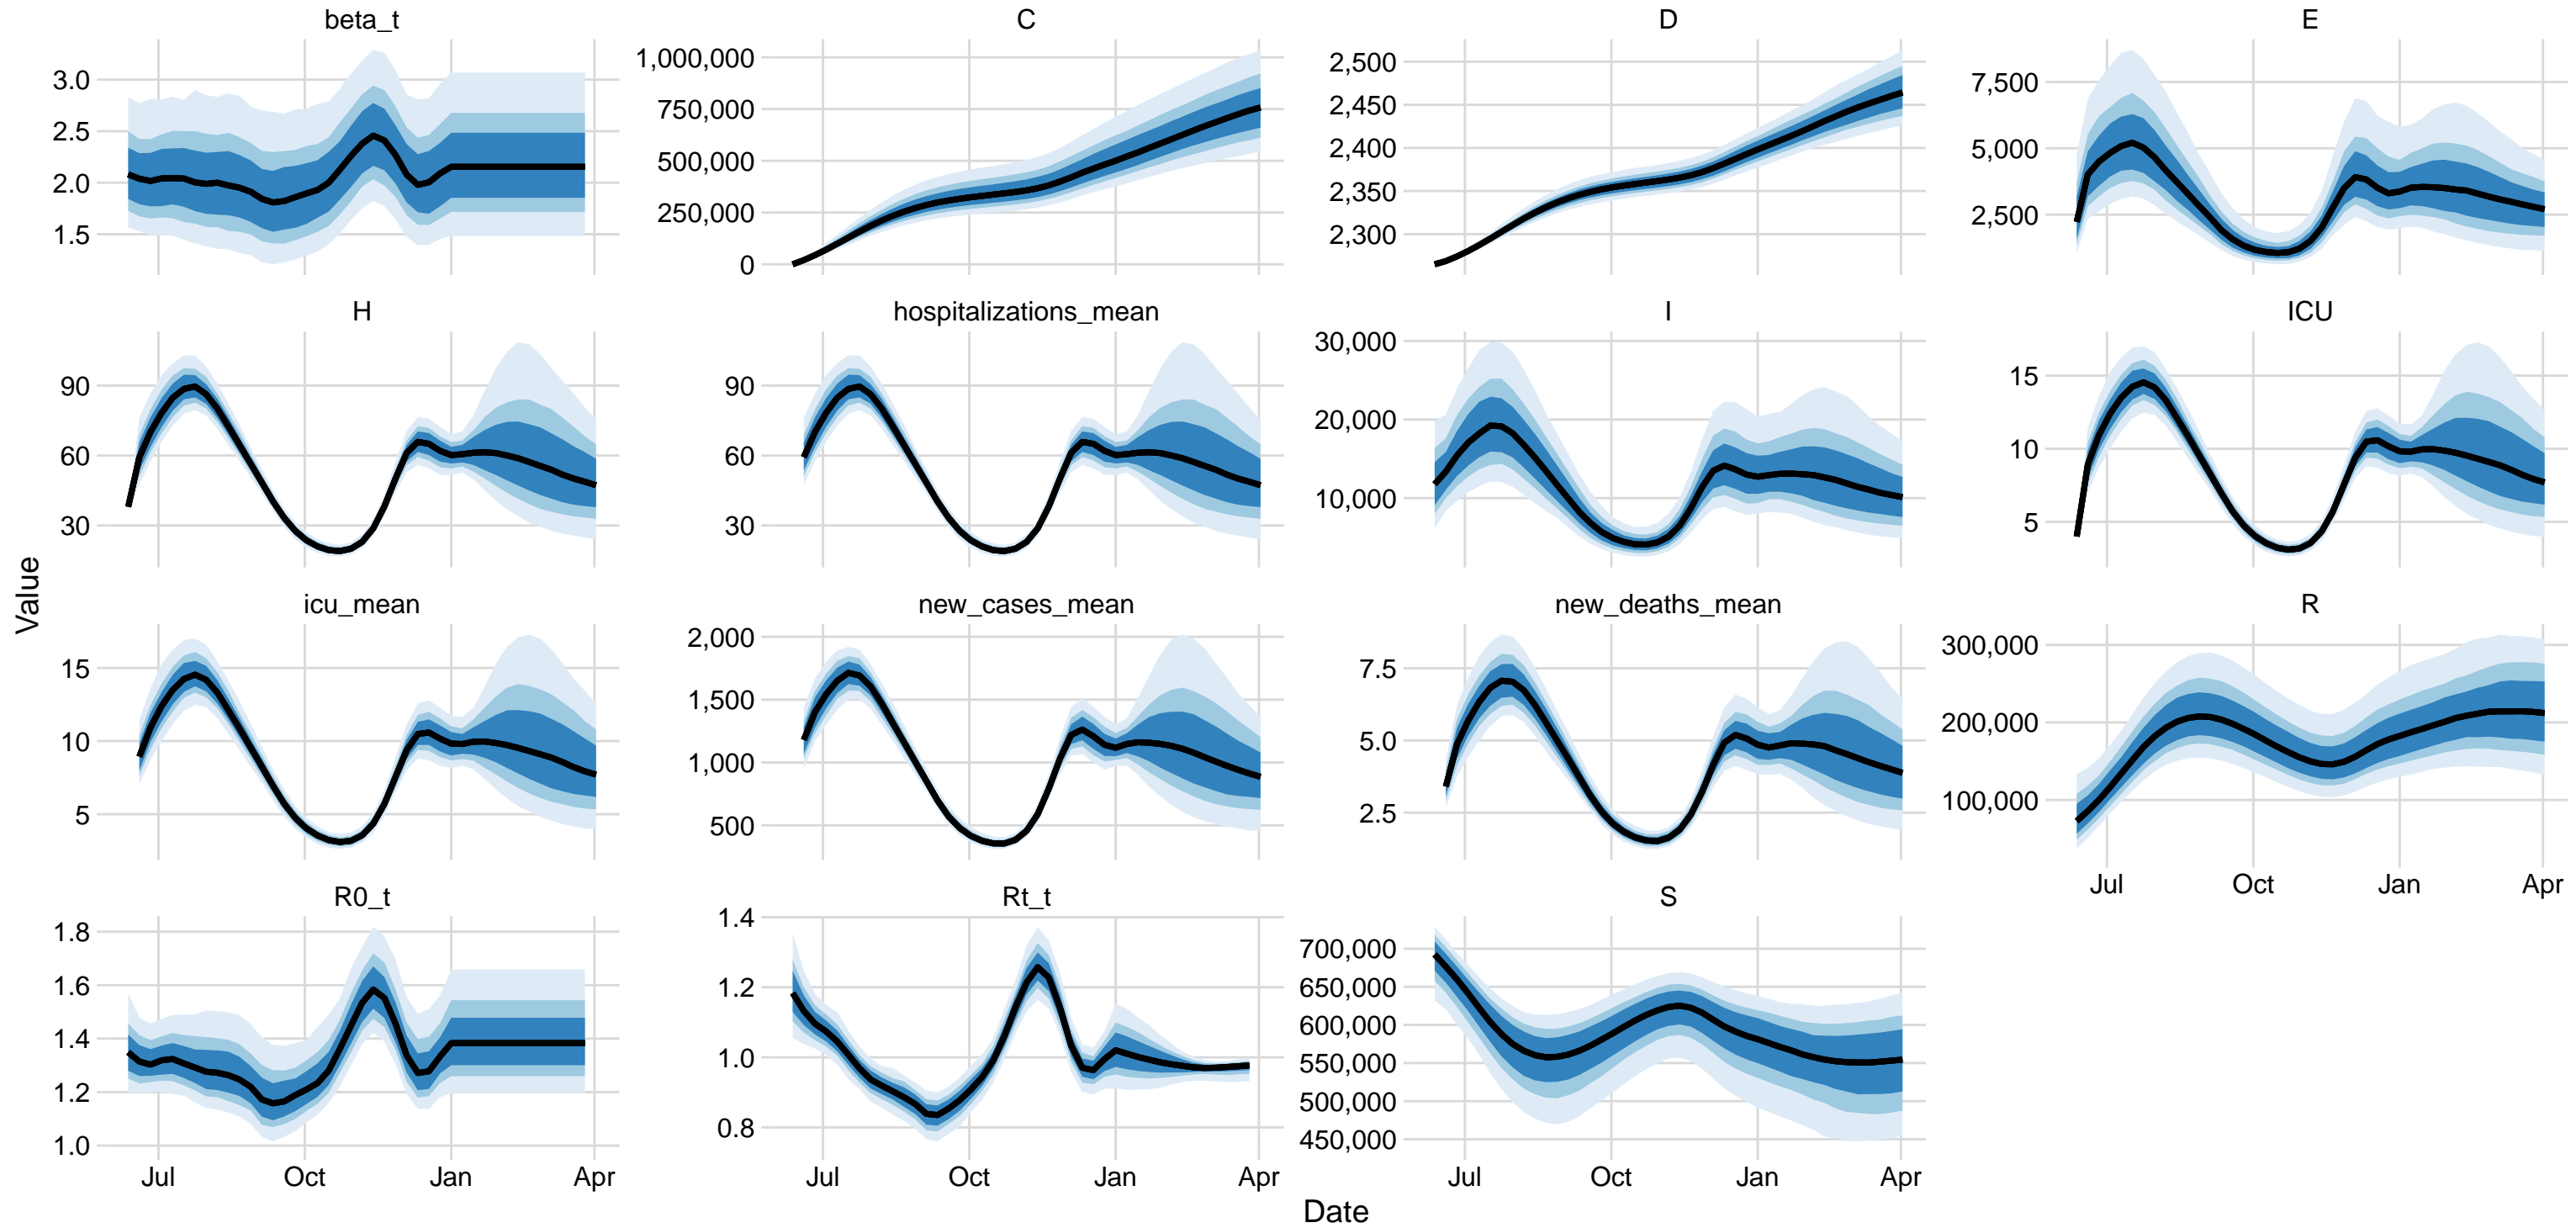 beta_t
C
D
E
3.0
2.5
2.0
1.5
1,000,000
750,000
500,000
250,000
0
2,500
2,450
2,400
2,350
2,300
7,500
5,000
2,500
H
hospitalizations_mean
I
ICU
90
60
30
90
60
30
30,000
20,000
10,000
15
10
5
Value
icu_mean
new_cases_mean
new_deaths_mean
R
15
10
5
2,000
1,500
1,000
500
7.5
5.0
2.5
300,000
200,000
100,000
Jul Oct Jan Apr
R0_t
Rt_t
S
1.8
1.6
1.4
1.2
1.0
1.4
1.2
1.0
0.8
700,000
650,000
600,000
550,000
500,000
450,000
Jul Oct Jan Apr
Jul Oct Jan Apr
Jul Oct Jan Apr
Date